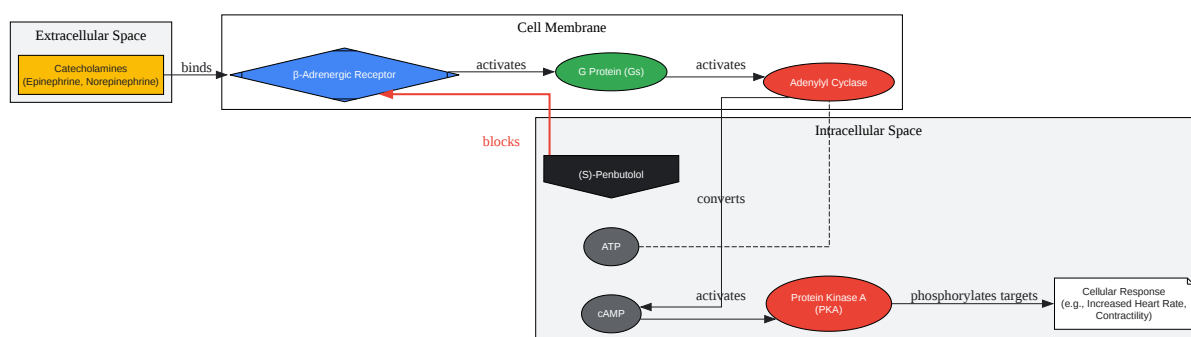 Extracellular Space
Catecholamines
(Epinephrine, Norepinephrine)
binds
Cell Membrane
β-Adrenergic Receptor
activates
G Protein (Gs)
activates
Adenylyl Cyclase
blocks
Intracellular Space
(S)-Penbutolol
converts
ATP
cAMP
activates
Protein Kinase A
(PKA)
phosphorylates targets
Cellular Response
(e.g., Increased Heart Rate,
Contractility)